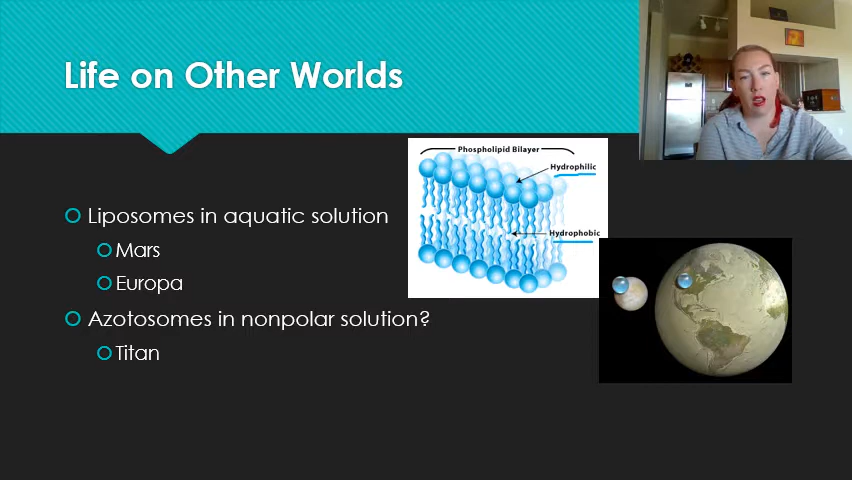 Life on Other Worlds
Phospholipid Bilayer
Hydrophilic
Hydrophobic
Liposomes in aquatic solution
Mars
Europa
Azotosomes in nonpolar solution?
Titan